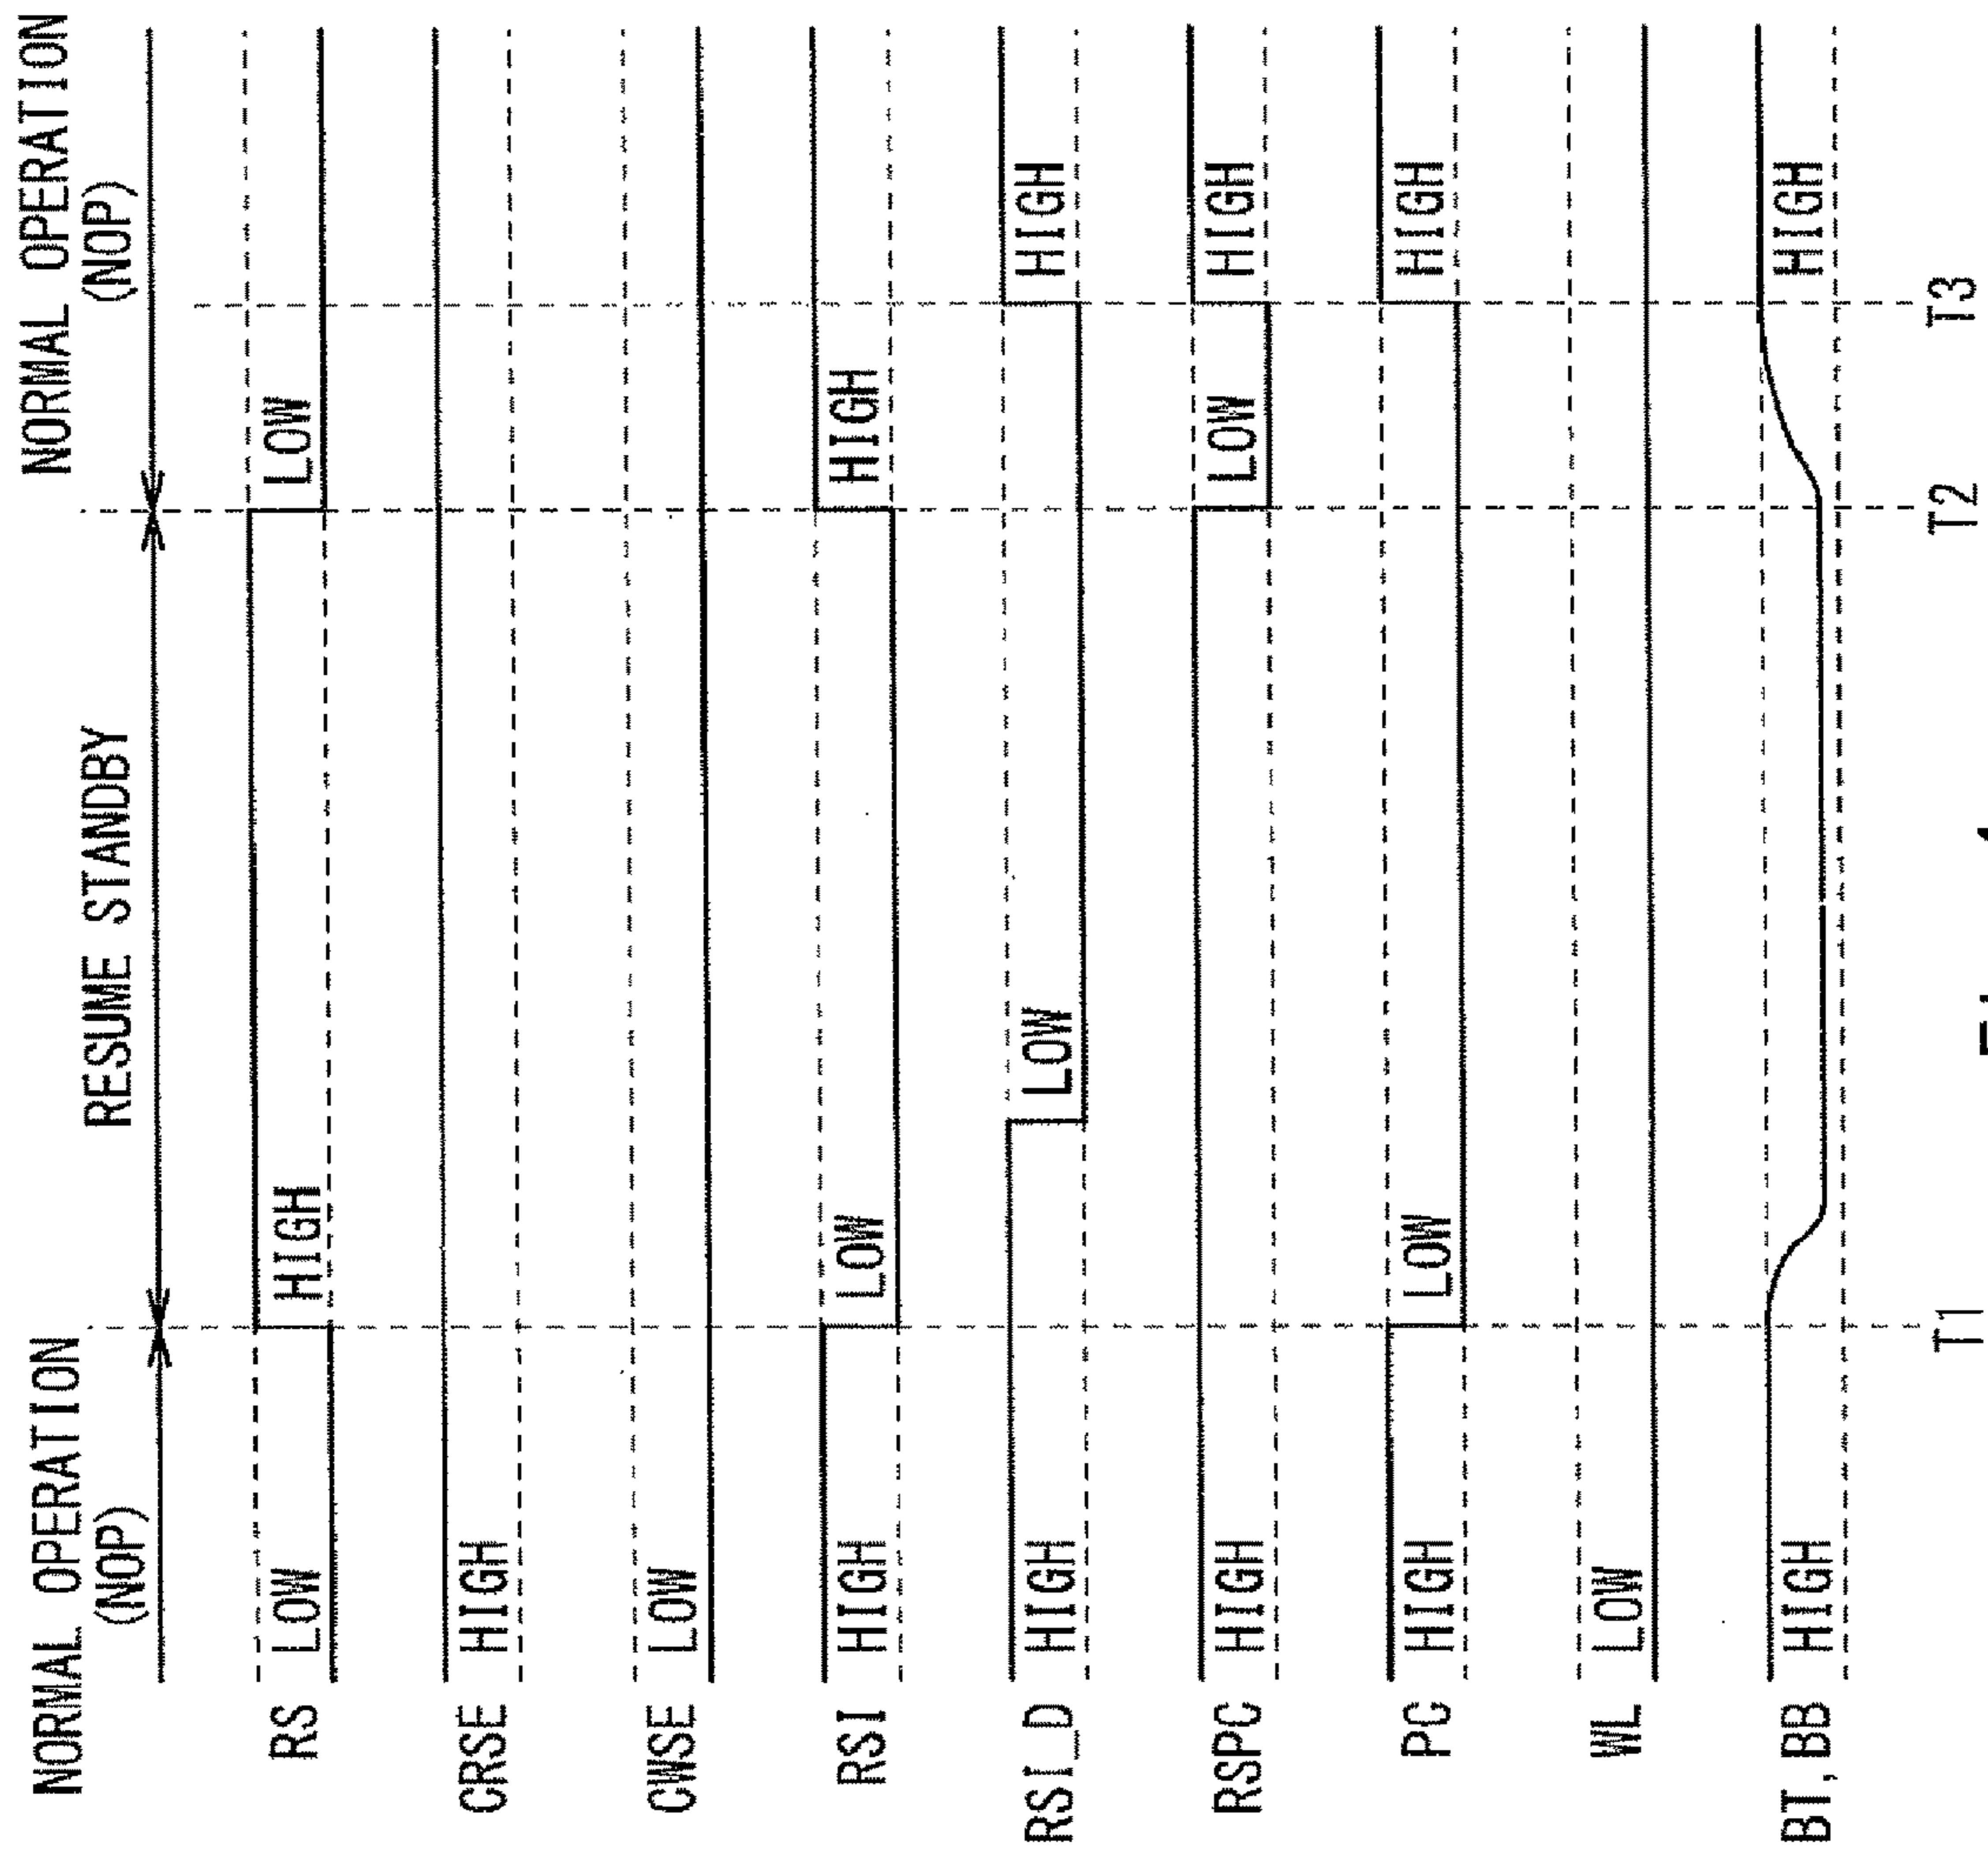 NORMAL OPERATION
(NOP)
RESUME STANDBY
NORMAL OPERATION
(NOP)
RS LOW HIGH LOW
CRSE HIGH
CWSE LOW
RSI HIGH LOW HIGH
RSI_D HIGH LOW HIGH
RSPC HIGH LOW HIGH
PC HIGH LOW HIGH
WL LOW
BT, BB HIGH HIGH
T1 T2 T3